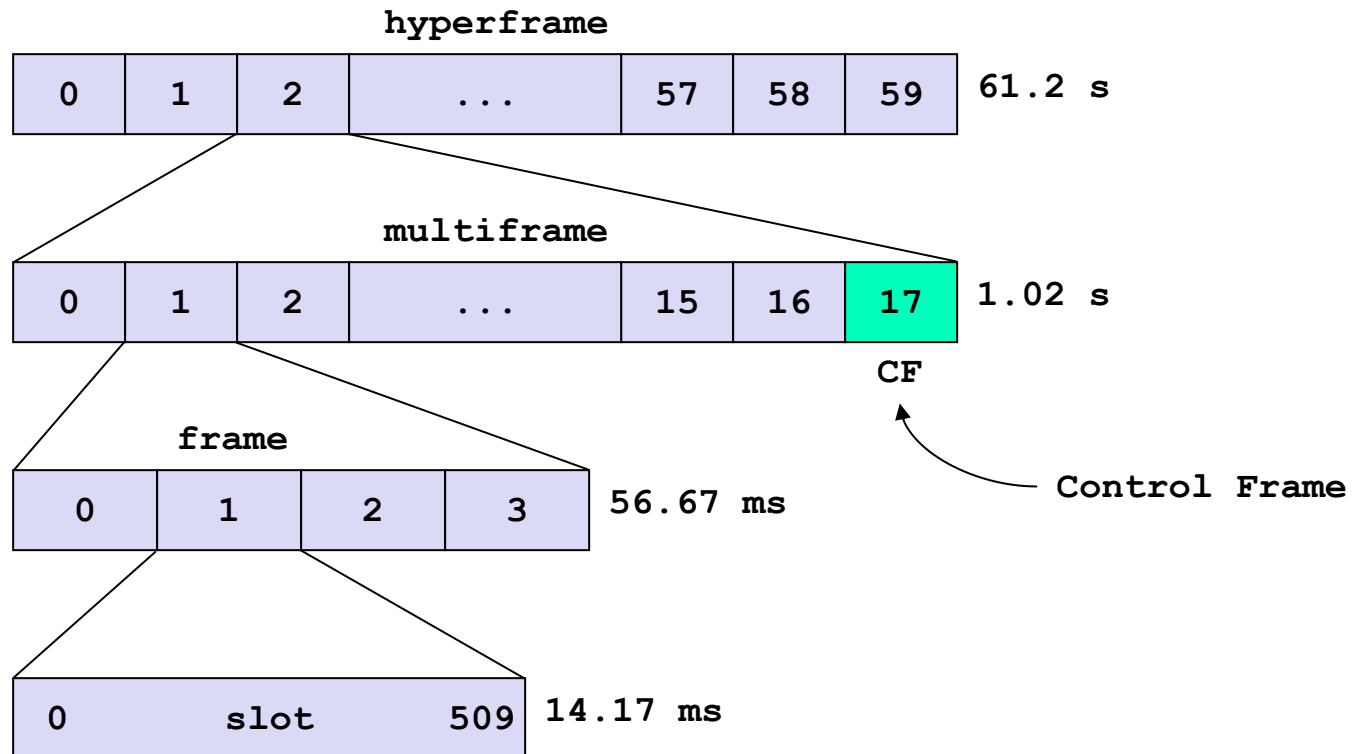 hyperframe
0 1 2 ... 57 58 59 61.2 s
multiframe
0 1 2 ... 15 16 17 1.02 s
CF
frame
Control Frame
0 1 2 3 56.67 ms
0 slot 509 14.17 ms